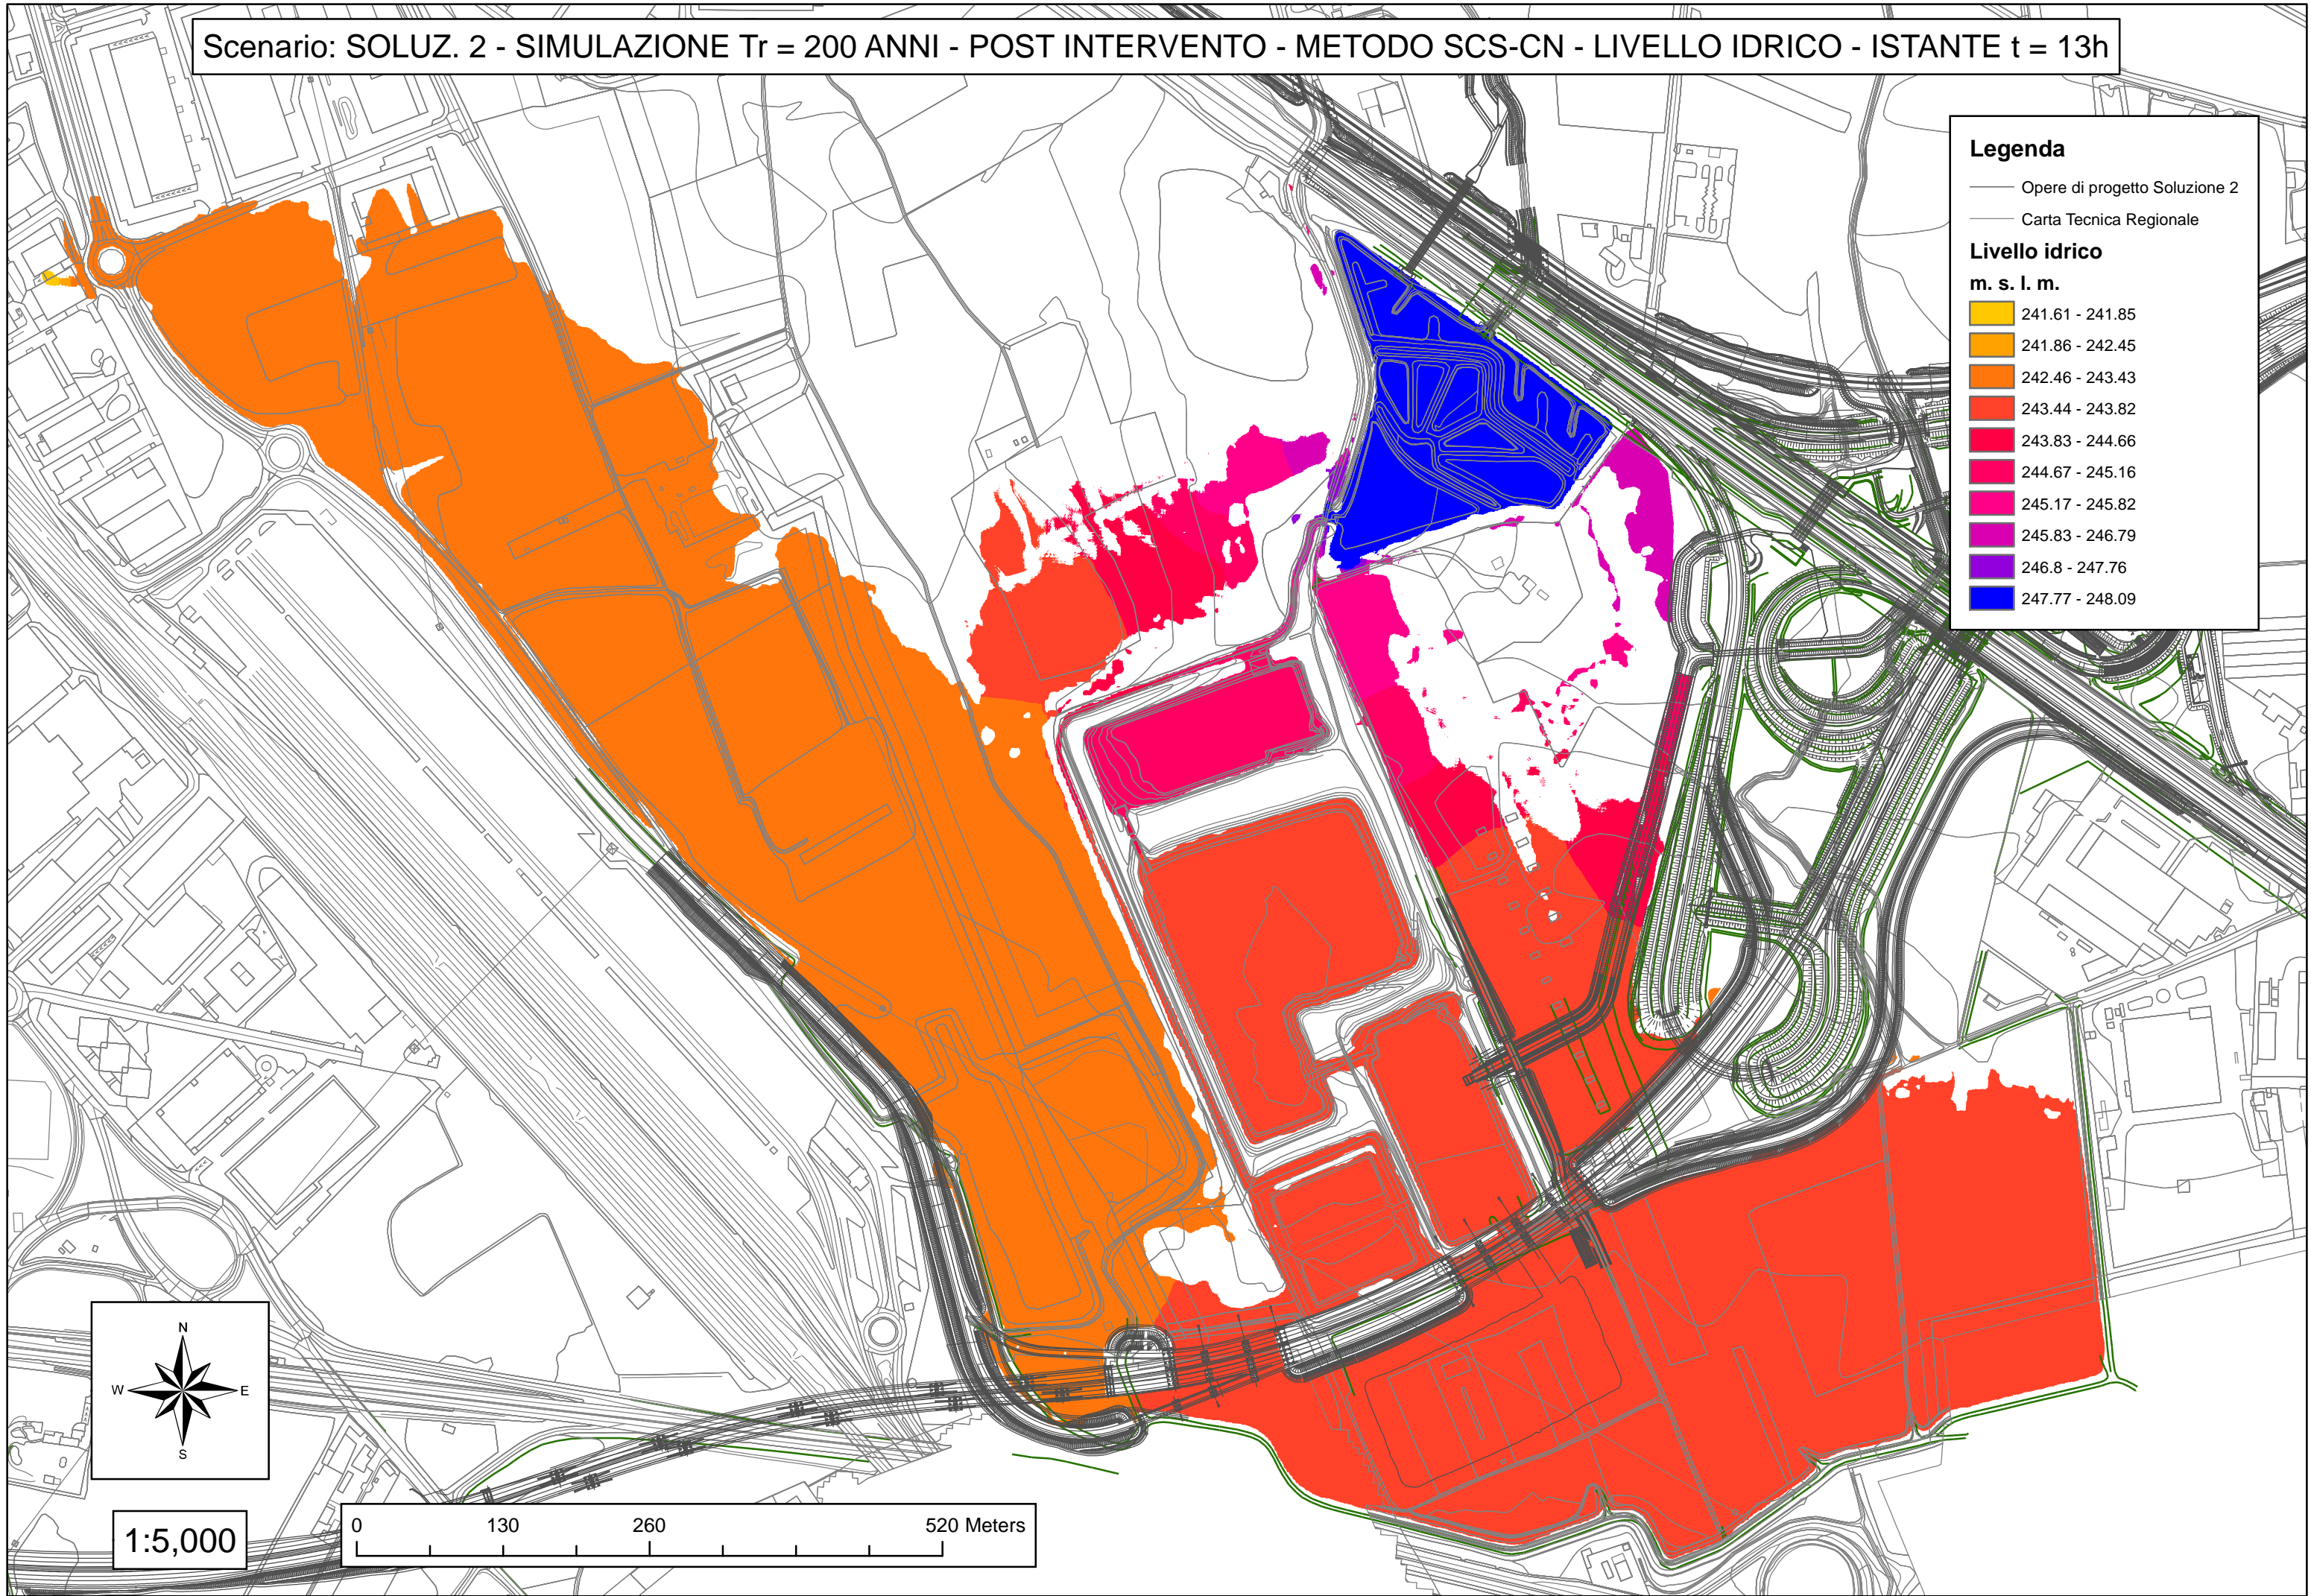 Scenario: SOLUZ. 2 - SIMULAZIONE Tr = 200 ANNI - POST INTERVENTO - METODO SCS-CN - LIVELLO IDRICO - ISTANTE t = 13h
Legenda
Opere di progetto Soluzione 2
Carta Tecnica Regionale
Livello idrico
m. s. l. m.
241.61 - 241.85
241.86 - 242.45
242.46 - 243.43
243.44 - 243.82
243.83 - 244.66
244.67 - 245.16
245.17 - 245.82
245.83 - 246.79
246.8 - 247.76
247.77 - 248.09
N
W E
S
1:5,000
0 130 260 520 Meters